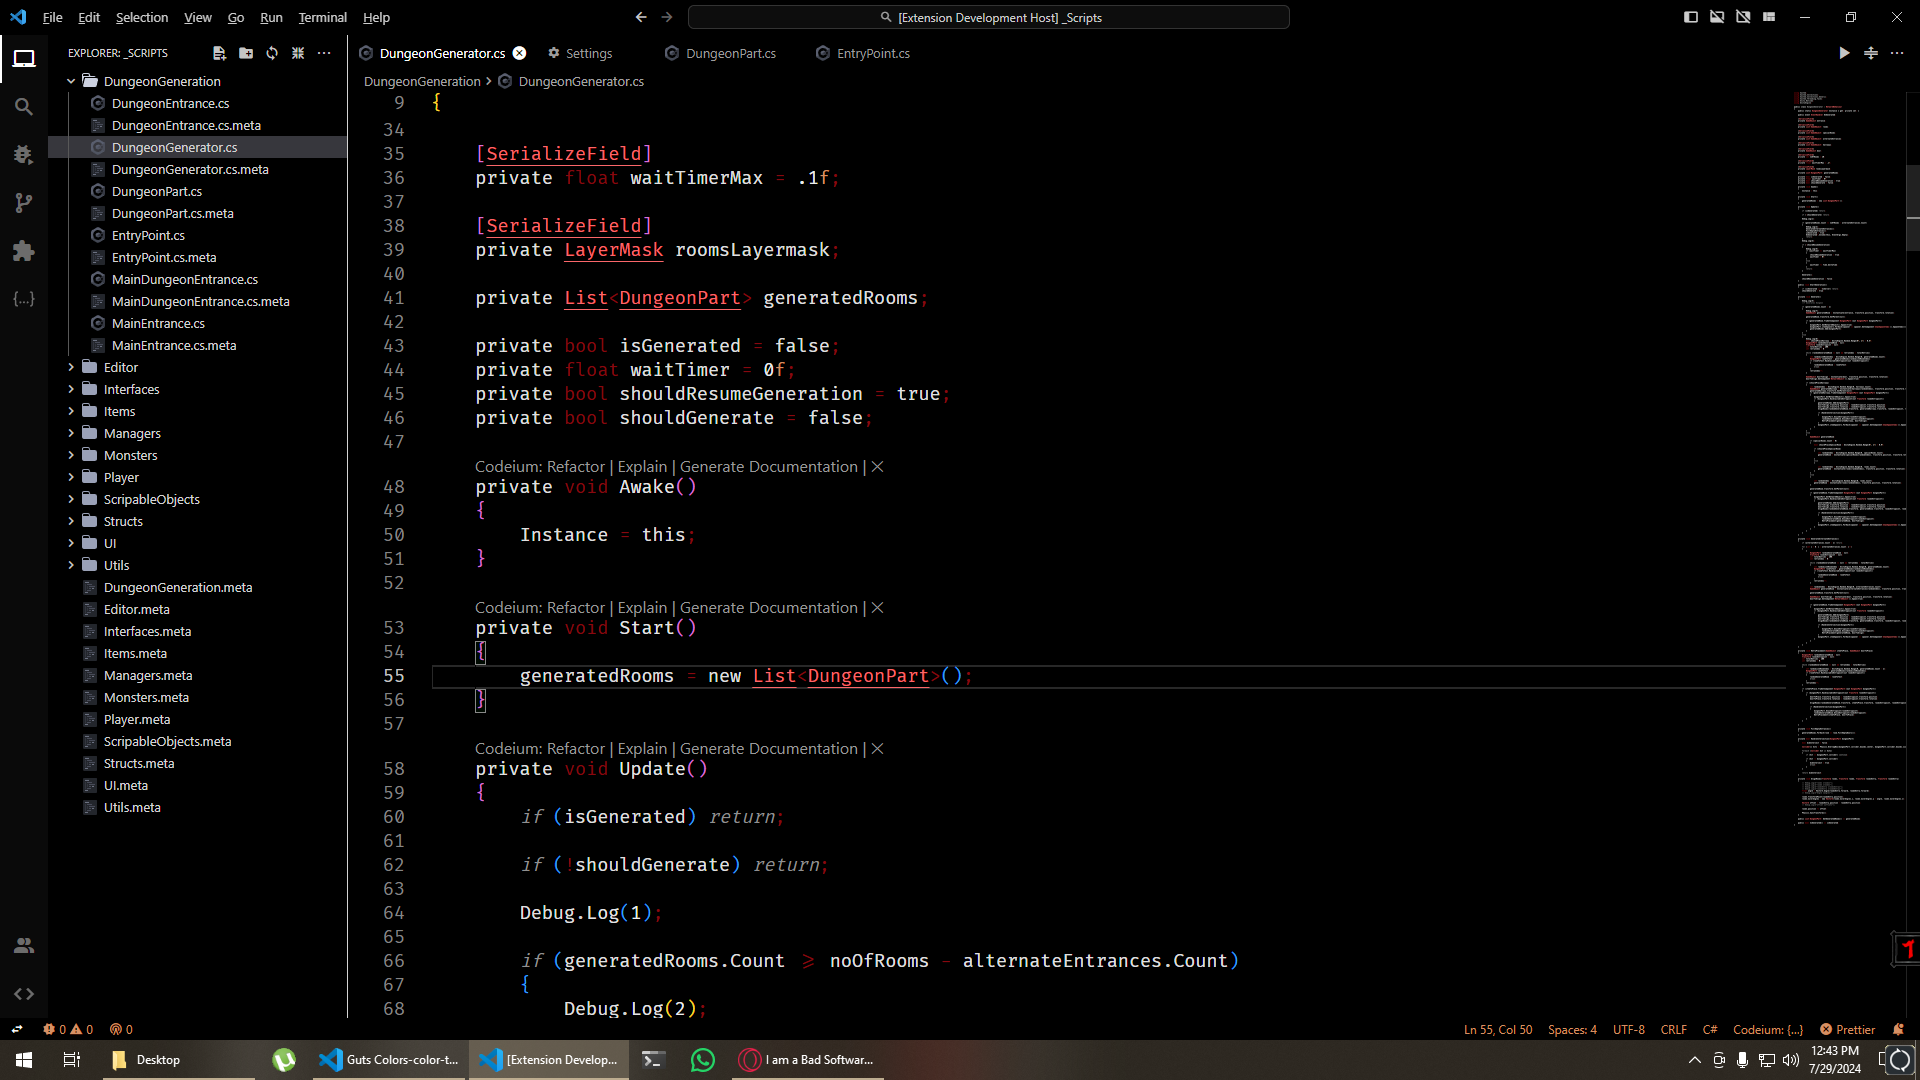 File Edit Selection View Go Run Terminal Help
[Extension Development Host] _Scripts
EXPLORER: _SCRIPTS
DungeonGeneration
DungeonEntrance.cs
DungeonEntrance.cs.meta
DungeonGenerator.cs
DungeonGenerator.cs.meta
DungeonPart.cs
DungeonPart.cs.meta
EntryPoint.cs
EntryPoint.cs.meta
MainDungeonEntrance.cs
MainDungeonEntrance.cs.meta
MainEntrance.cs
MainEntrance.cs.meta
Editor
Interfaces
Items
Managers
Monsters
Player
ScripableObjects
Structs
UI
Utils
DungeonGeneration.meta
Editor.meta
Interfaces.meta
Items.meta
Managers.meta
Monsters.meta
Player.meta
ScripableObjects.meta
Structs.meta
UI.meta
Utils.meta
DungeonGenerator.cs Settings DungeonPart.cs EntryPoint.cs
DungeonGeneration > DungeonGenerator.cs
9 {
34
35 [SerializeField]
36 private float waitTimerMax = .1f;
37
38 [SerializeField]
39 private LayerMask roomsLayermask;
40
41 private List<DungeonPart> generatedRooms;
42
43 private bool isGenerated = false;
44 private float waitTimer = 0f;
45 private bool shouldResumeGeneration = true;
46 private bool shouldGenerate = false;
47
Codeium: Refactor | Explain | Generate Documentation | ×
48 private void Awake()
49 {
50 Instance = this;
51 }
52
Codeium: Refactor | Explain | Generate Documentation | ×
53 private void Start()
54 {
55 generatedRooms = new List<DungeonPart>();
56 }
57
Codeium: Refactor | Explain | Generate Documentation | ×
58 private void Update()
59 {
60 if (isGenerated) return;
61
62 if (!shouldGenerate) return;
63
64 Debug.Log(1);
65
66 if (generatedRooms.Count ⩾ noOfRooms - alternateEntrances.Count)
67 {
68 Debug.Log(2);
0 0 0
Ln 55, Col 50 Spaces: 4 UTF-8 CRLF C# Codeium: {...} Prettier
Desktop
Guts Colors-color-t...
[Extension Develop...
I am a Bad Softwar...
12:43 PM
7/29/2024